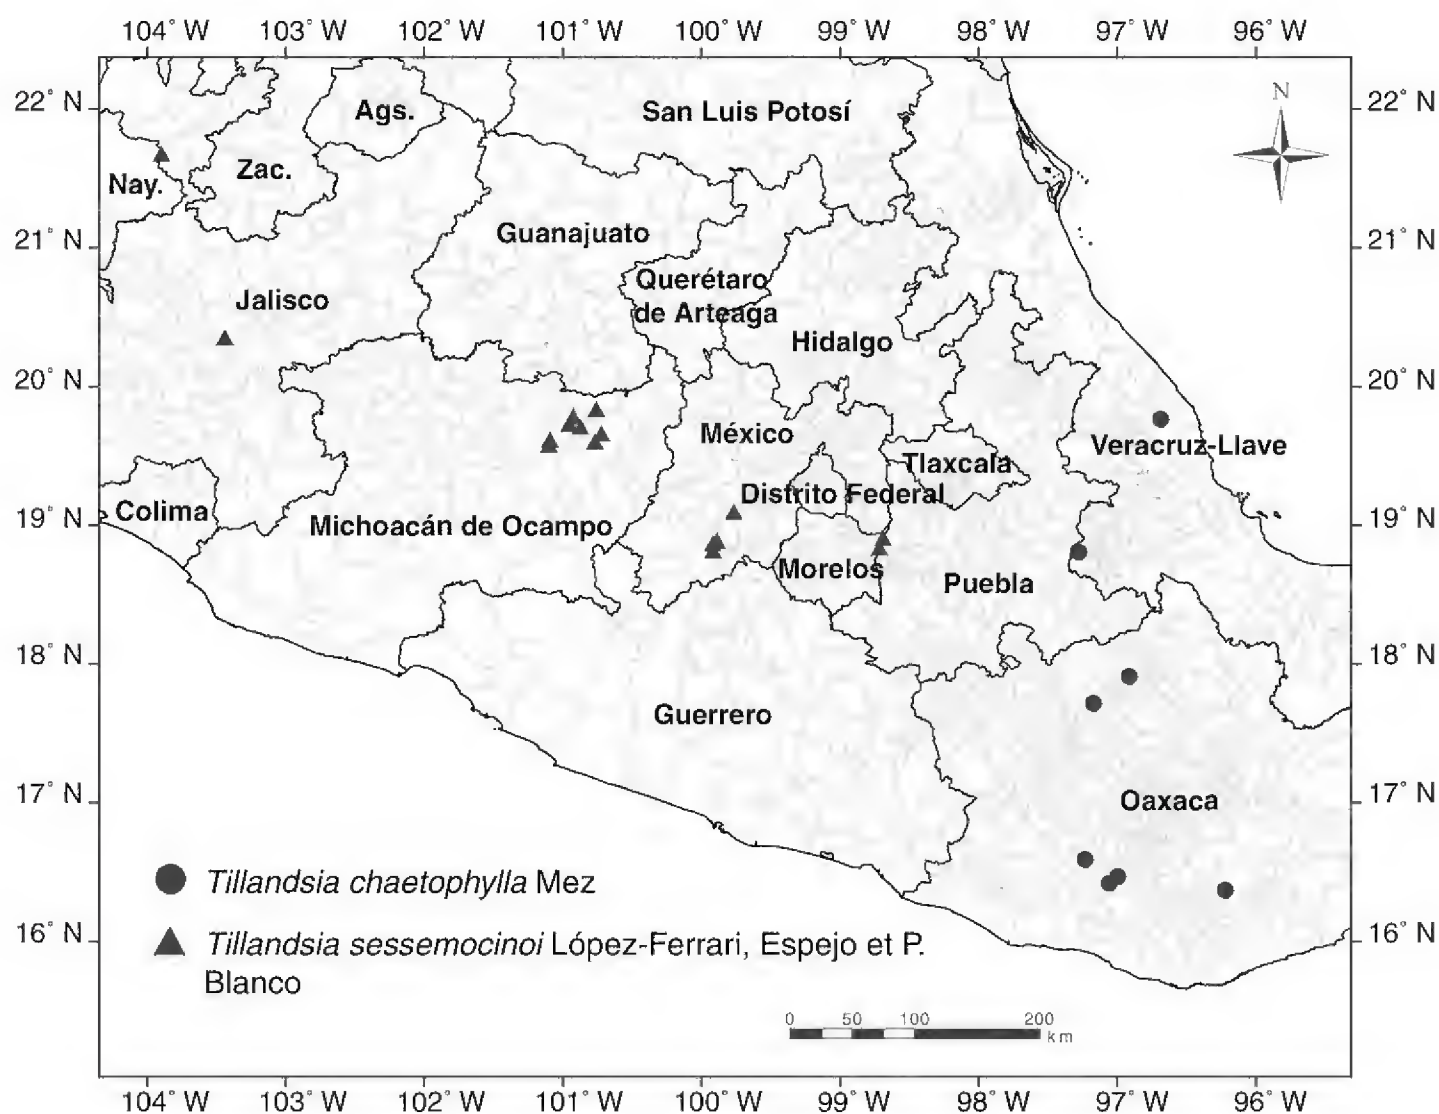 104° W 103° W 102° W 101° W 100° W 99° W 98° W 97° W 96° W
22° N
Ags.
San Luis Potosí
N
22° N
Nay.
Zac.
21° N
Guanajuato
21° N
Querétaro
de Arteaga
Jalisco
Hidalgo
20° N
20° N
México
Veracruz-Llave
Tlaxcala
Distrito Federal
19° N
Colima
Michoacán de Ocampo
19° N
Morelos
Puebla
18° N
18° N
Guerrero
17° N
Oaxaca
17° N
Tillandsia chaetophylla Mez
16° N
Tillandsia sessemocinoi López-Ferrari, Espejo et P.
Blanco
16° N
0 50 100 200
km
104° W 103° W 102° W 101° W 100° W 99° W 98° W 97° W 96° W